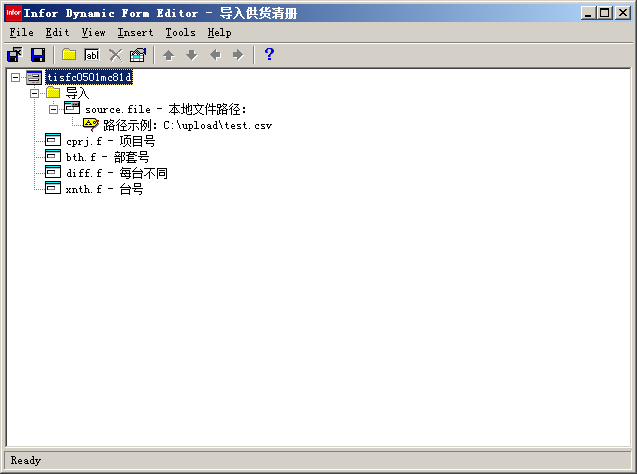 Infor Infor Dynamic Form Editor - 导入供货清册
File Edit View Insert Tools Help
ab| ?
tisfc0501mc81d
导入
source.file - 本地文件路径:
路径示例: C:\upload\test.csv
cprj.f - 项目号
bth.f - 部套号
diff.f - 每台不同
xnth.f - 台号
Ready